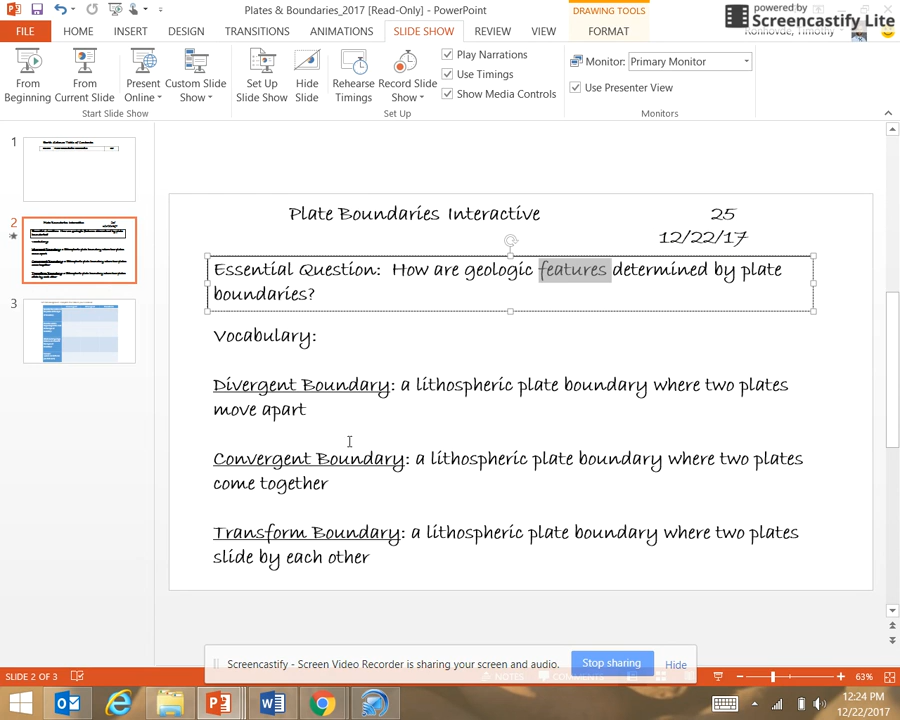 Plates & Boundaries_2017 [Read-Only] - PowerPoint
DRAWING TOOLS
powered by
Screencastify Lite
FILE HOME INSERT DESIGN TRANSITIONS ANIMATIONS SLIDE SHOW REVIEW VIEW FORMAT
From Beginning
From Current Slide
Present Online
Custom Slide Show
Set Up Slide Show
Hide Slide
Rehearse Timings
Record Slide Show
Play Narrations
Use Timings
Show Media Controls
Monitor: Primary Monitor
Use Presenter View
Start Slide Show Set Up Monitors
1
2
3
Plate Boundaries Interactive 25
12/22/17
Essential Question: How are geologic features determined by plate
boundaries?
Vocabulary:
Divergent Boundary: a lithospheric plate boundary where two plates
move apart
Convergent Boundary: a lithospheric plate boundary where two plates
come together
Transform Boundary: a lithospheric plate boundary where two plates
slide by each other
Screencastify - Screen Video Recorder is sharing your screen and audio. Stop sharing Hide
SLIDE 2 OF 3 NOTES COMMENTS 63%
12:24 PM
12/22/2017